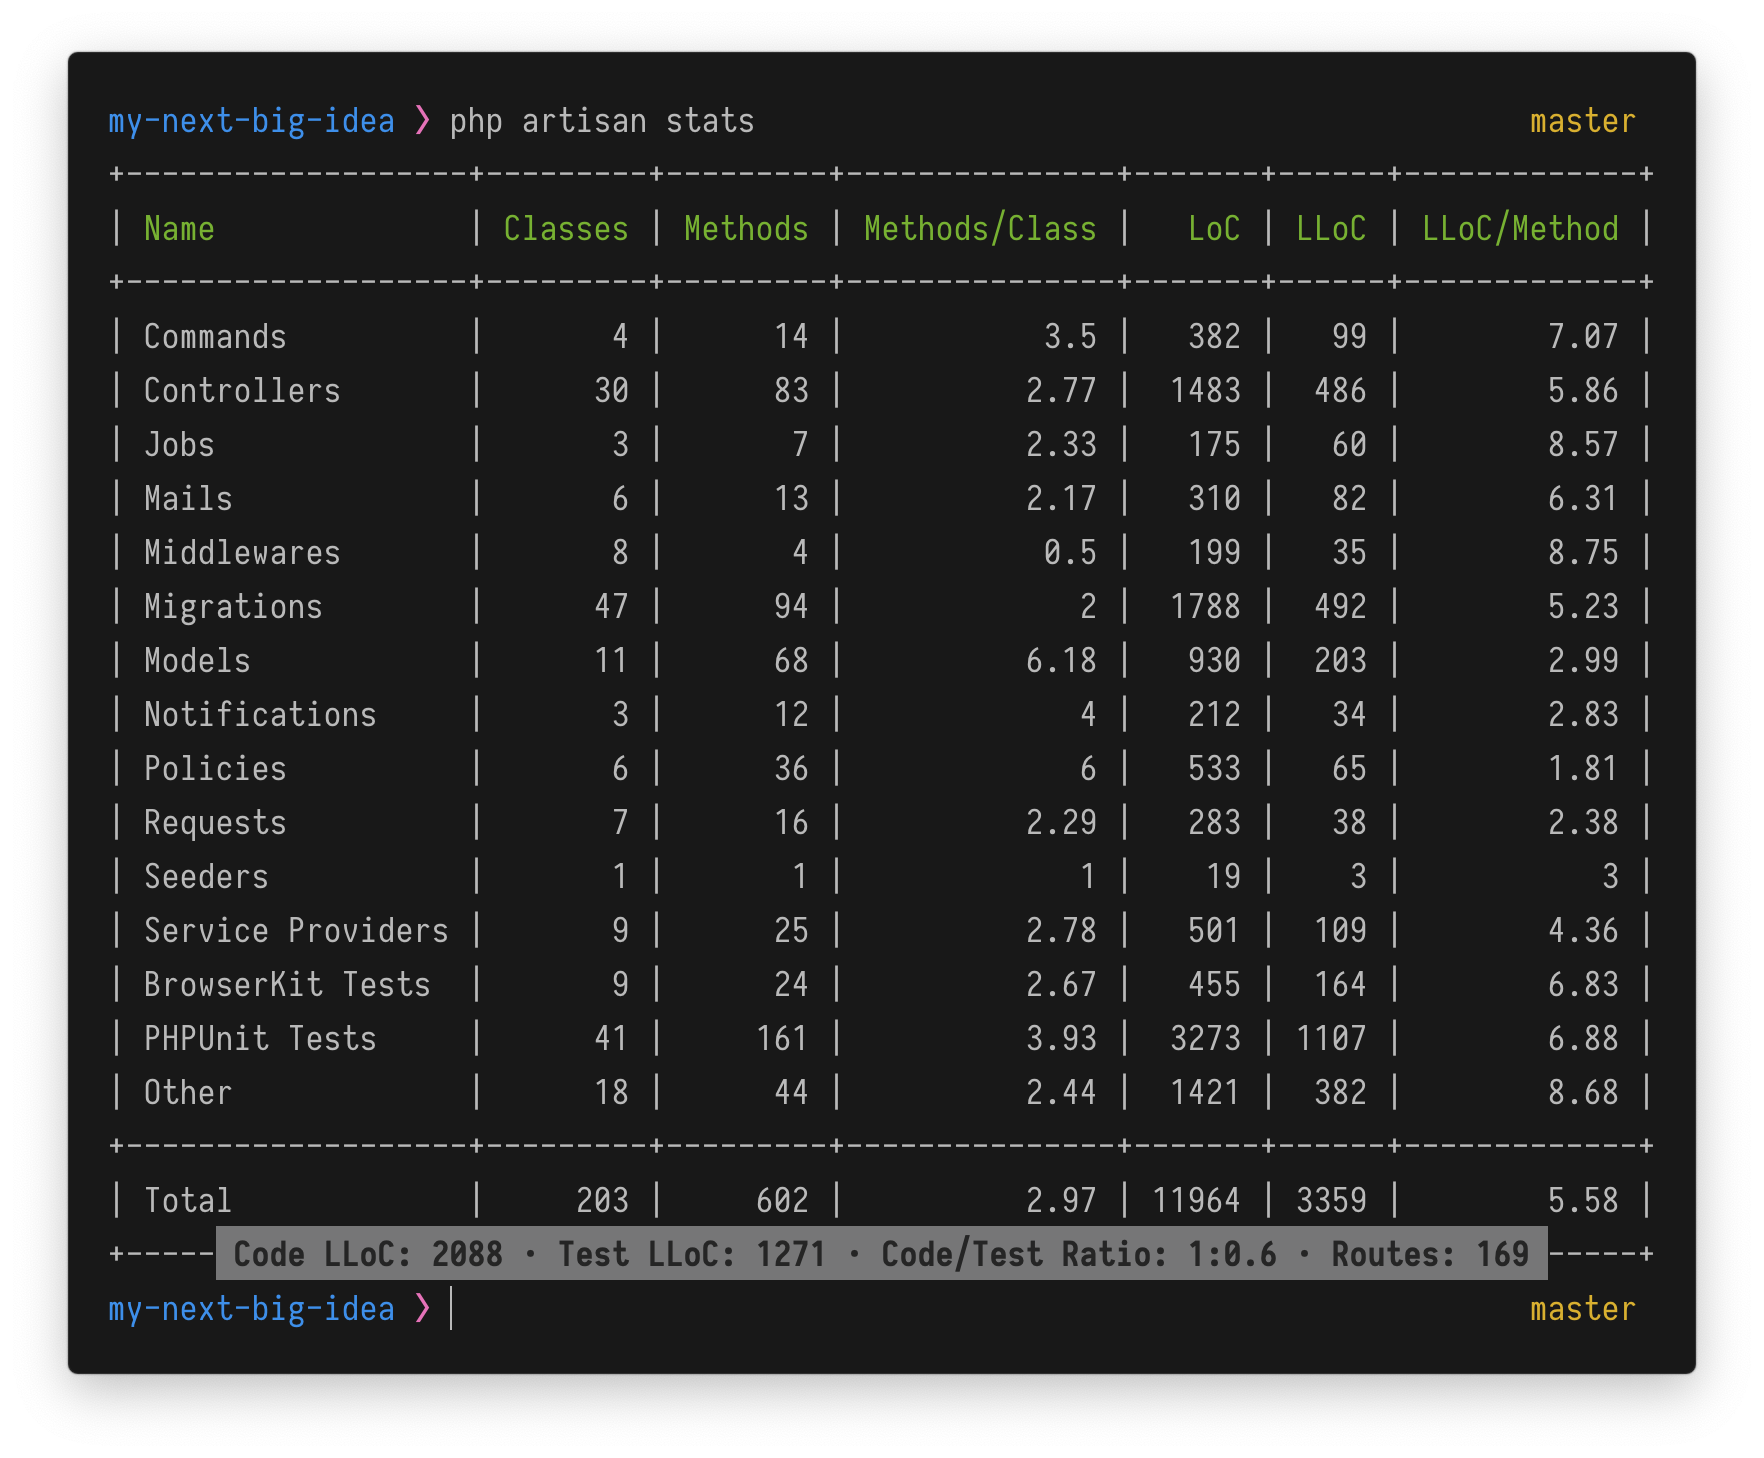 my-next-big-idea ❯ php artisan stats master
+-------------------+---------+---------+---------------+-------+------+-------------+
| Name | Classes | Methods | Methods/Class | LoC | LLoC | LLoC/Method |
+-------------------+---------+---------+---------------+-------+------+-------------+
| Commands | 4 | 14 | 3.5 | 382 | 99 | 7.07 |
| Controllers | 30 | 83 | 2.77 | 1483 | 486 | 5.86 |
| Jobs | 3 | 7 | 2.33 | 175 | 60 | 8.57 |
| Mails | 6 | 13 | 2.17 | 310 | 82 | 6.31 |
| Middlewares | 8 | 4 | 0.5 | 199 | 35 | 8.75 |
| Migrations | 47 | 94 | 2 | 1788 | 492 | 5.23 |
| Models | 11 | 68 | 6.18 | 930 | 203 | 2.99 |
| Notifications | 3 | 12 | 4 | 212 | 34 | 2.83 |
| Policies | 6 | 36 | 6 | 533 | 65 | 1.81 |
| Requests | 7 | 16 | 2.29 | 283 | 38 | 2.38 |
| Seeders | 1 | 1 | 1 | 19 | 3 | 3 |
| Service Providers | 9 | 25 | 2.78 | 501 | 109 | 4.36 |
| BrowserKit Tests | 9 | 24 | 2.67 | 455 | 164 | 6.83 |
| PHPUnit Tests | 41 | 161 | 3.93 | 3273 | 1107 | 6.88 |
| Other | 18 | 44 | 2.44 | 1421 | 382 | 8.68 |
+-------------------+---------+---------+---------------+-------+------+-------------+
| Total | 203 | 602 | 2.97 | 11964 | 3359 | 5.58 |
+----- Code LLoC: 2088 · Test LLoC: 1271 · Code/Test Ratio: 1:0.6 · Routes: 169 -----+
my-next-big-idea ❯ master